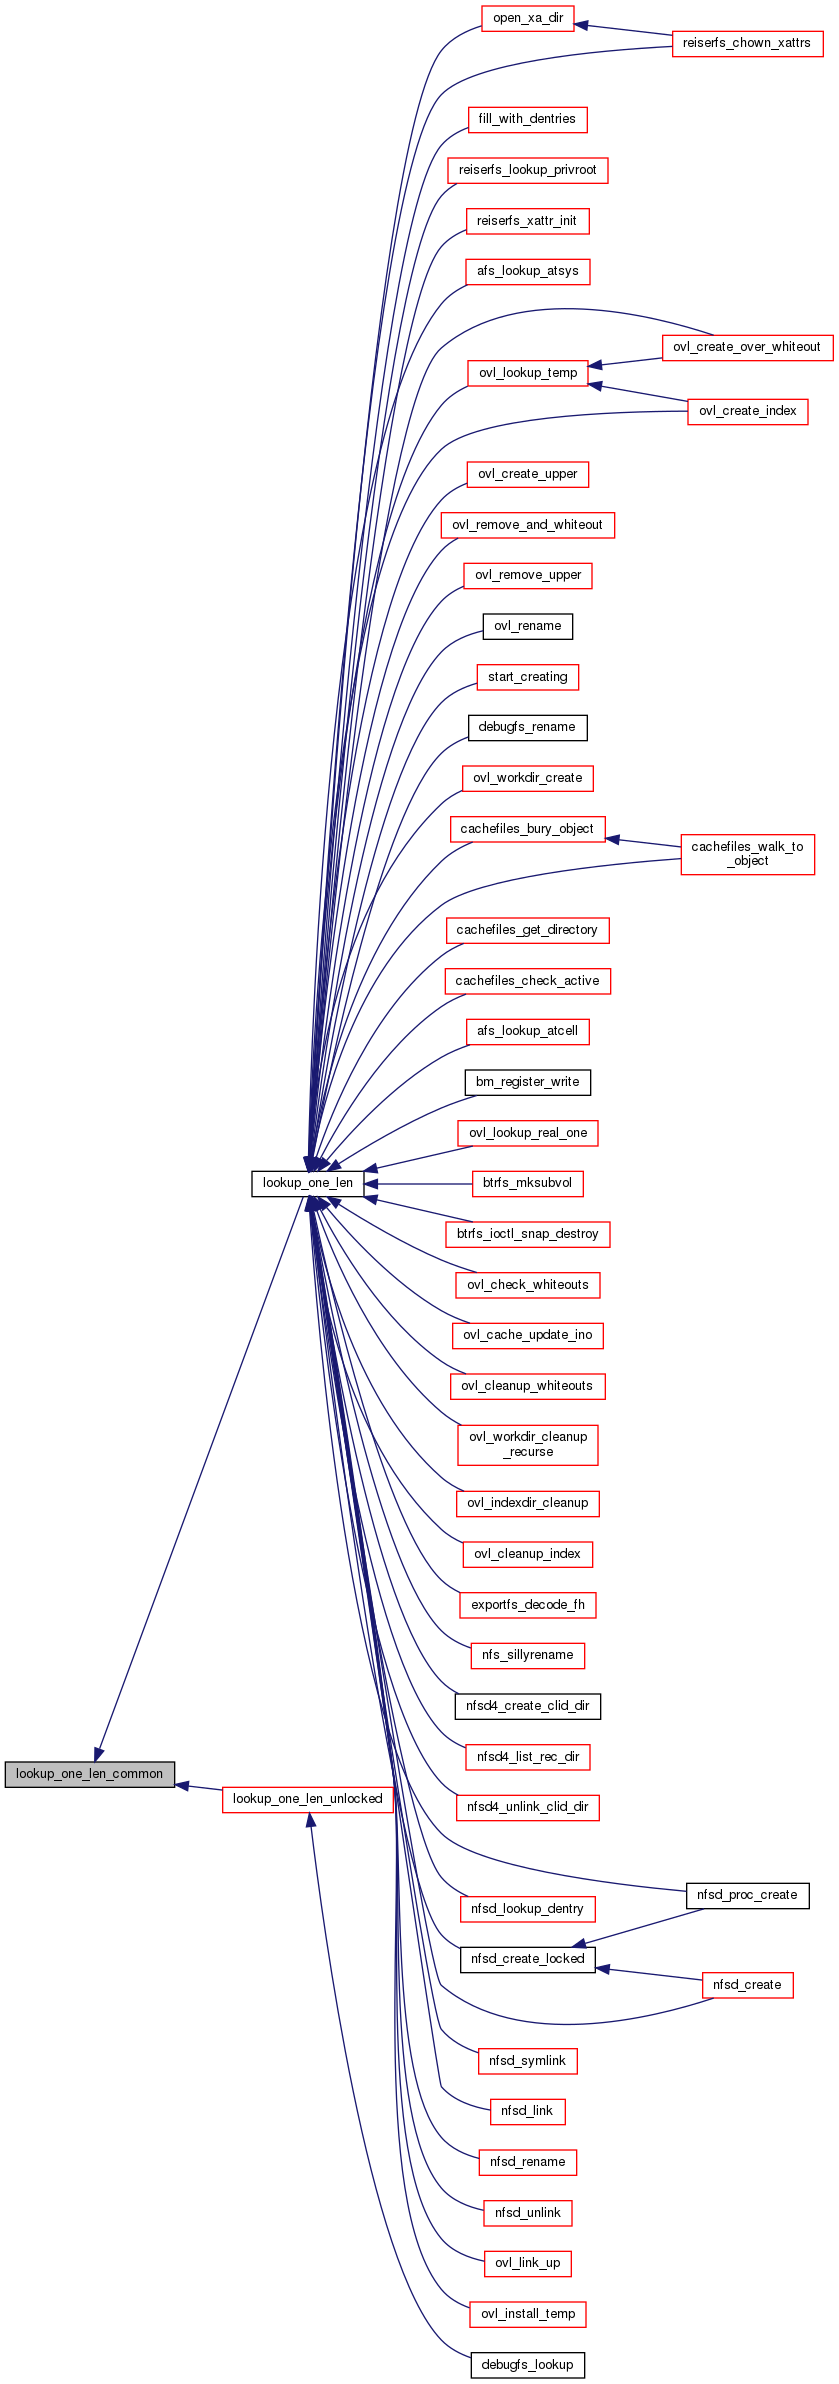 open_xa_dir
reiserfs_chown_xattrs
fill_with_dentries
reiserfs_lookup_privroot
reiserfs_xattr_init
afs_lookup_atsys
ovl_create_over_whiteout
ovl_lookup_temp
ovl_create_index
ovl_create_upper
ovl_remove_and_whiteout
ovl_remove_upper
ovl_rename
start_creating
debugfs_rename
ovl_workdir_create
cachefiles_bury_object
cachefiles_walk_to
_object
cachefiles_get_directory
cachefiles_check_active
afs_lookup_atcell
bm_register_write
ovl_lookup_real_one
lookup_one_len
btrfs_mksubvol
btrfs_ioctl_snap_destroy
ovl_check_whiteouts
ovl_cache_update_ino
ovl_cleanup_whiteouts
ovl_workdir_cleanup
_recurse
ovl_indexdir_cleanup
ovl_cleanup_index
exportfs_decode_fh
nfs_sillyrename
nfsd4_create_clid_dir
nfsd4_list_rec_dir
lookup_one_len_common
lookup_one_len_unlocked
nfsd4_unlink_clid_dir
nfsd_proc_create
nfsd_lookup_dentry
nfsd_create_locked
nfsd_create
nfsd_symlink
nfsd_link
nfsd_rename
nfsd_unlink
ovl_link_up
ovl_install_temp
debugfs_lookup